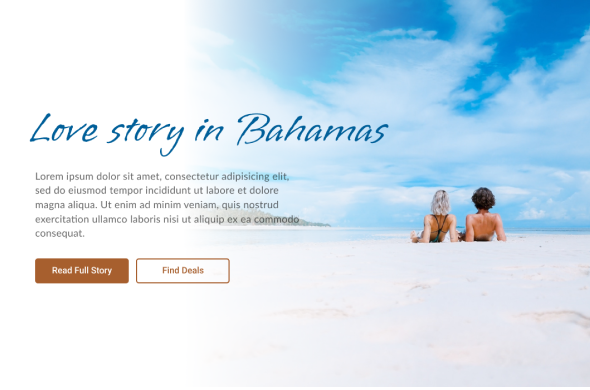 Love story in Bahamas
Lorem ipsum dolor sit amet, consectetur adipisicing elit,
sed do eiusmod tempor incididunt ut labore et dolore
magna aliqua. Ut enim ad minim veniam, quis nostrud
exercitation ullamco laboris nisi ut aliquip ex ea commodo
consequat.
Read Full Story
Find Deals